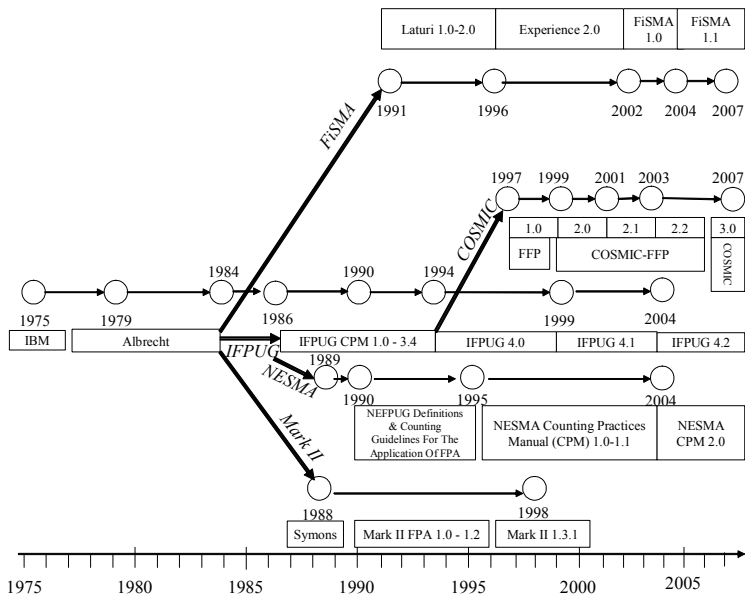 Laturi 1.0-2.0
Experience 2.0
FiSMA
1.0
FiSMA
1.1
1991
1996
2002
2004
2007
FiSMA
1997
1999
2001
2003
2007
COSMIC
1.0
2.0
2.1
2.2
3.0
FFP
COSMIC-FFP
COSMIC
1984
1990
1994
1975
1979
1986
1999
2004
IBM
Albrecht
IFPUG
IFPUG CPM 1.0 - 3.4
IFPUG 4.0
IFPUG 4.1
IFPUG 4.2
NESMA
1989
1990
1995
2004
NEFPUG Definitions
& Counting
Guidelines For The
Application Of FPA
NESMA Counting Practices
Manual (CPM) 1.0-1.1
NESMA
CPM 2.0
Mark II
1988
1998
Symons
Mark II FPA 1.0 - 1.2
Mark II 1.3.1
1975
1980
1985
1990
1995
2000
2005